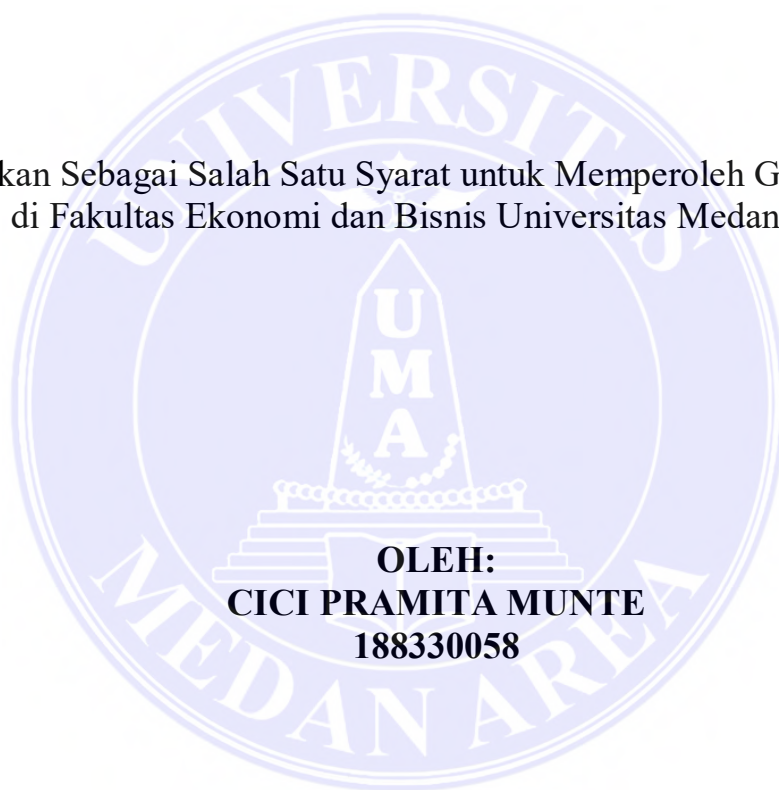 UNIVERSITAS
kan Sebagai Salah Satu Syarat untuk Memperoleh G
di Fakultas Ekonomi dan Bisnis Universitas Medan
U
M
A
OLEH:
CICI PRAMITA MUNTE
188330058
MEDAN AREA